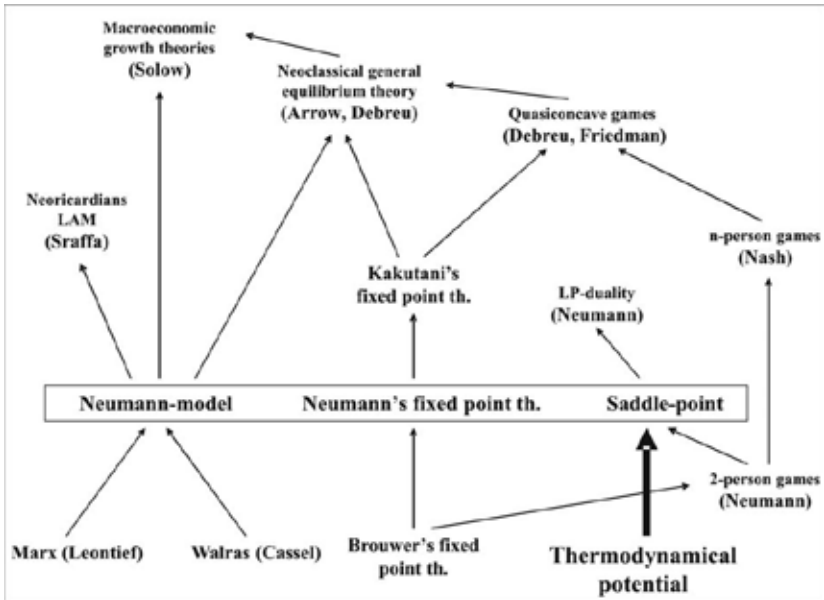 Macroeconomic
growth theories
(Solow)
Neoclassical general
equilibrium theory
(Arrow, Debreu)
Quasiconcave games
(Debreu, Friedman)
Neoricardians
LAM
(Sraffa)
n-person games
(Nash)
Kakutani's
fixed point th.
LP-duality
(Neumann)
Neumann-model
Neumann's fixed point th.
Saddle-point
2-person games
(Neumann)
Marx (Leontief)
Walras (Cassel)
Brouwer's fixed
point th.
Thermodynamical
potential